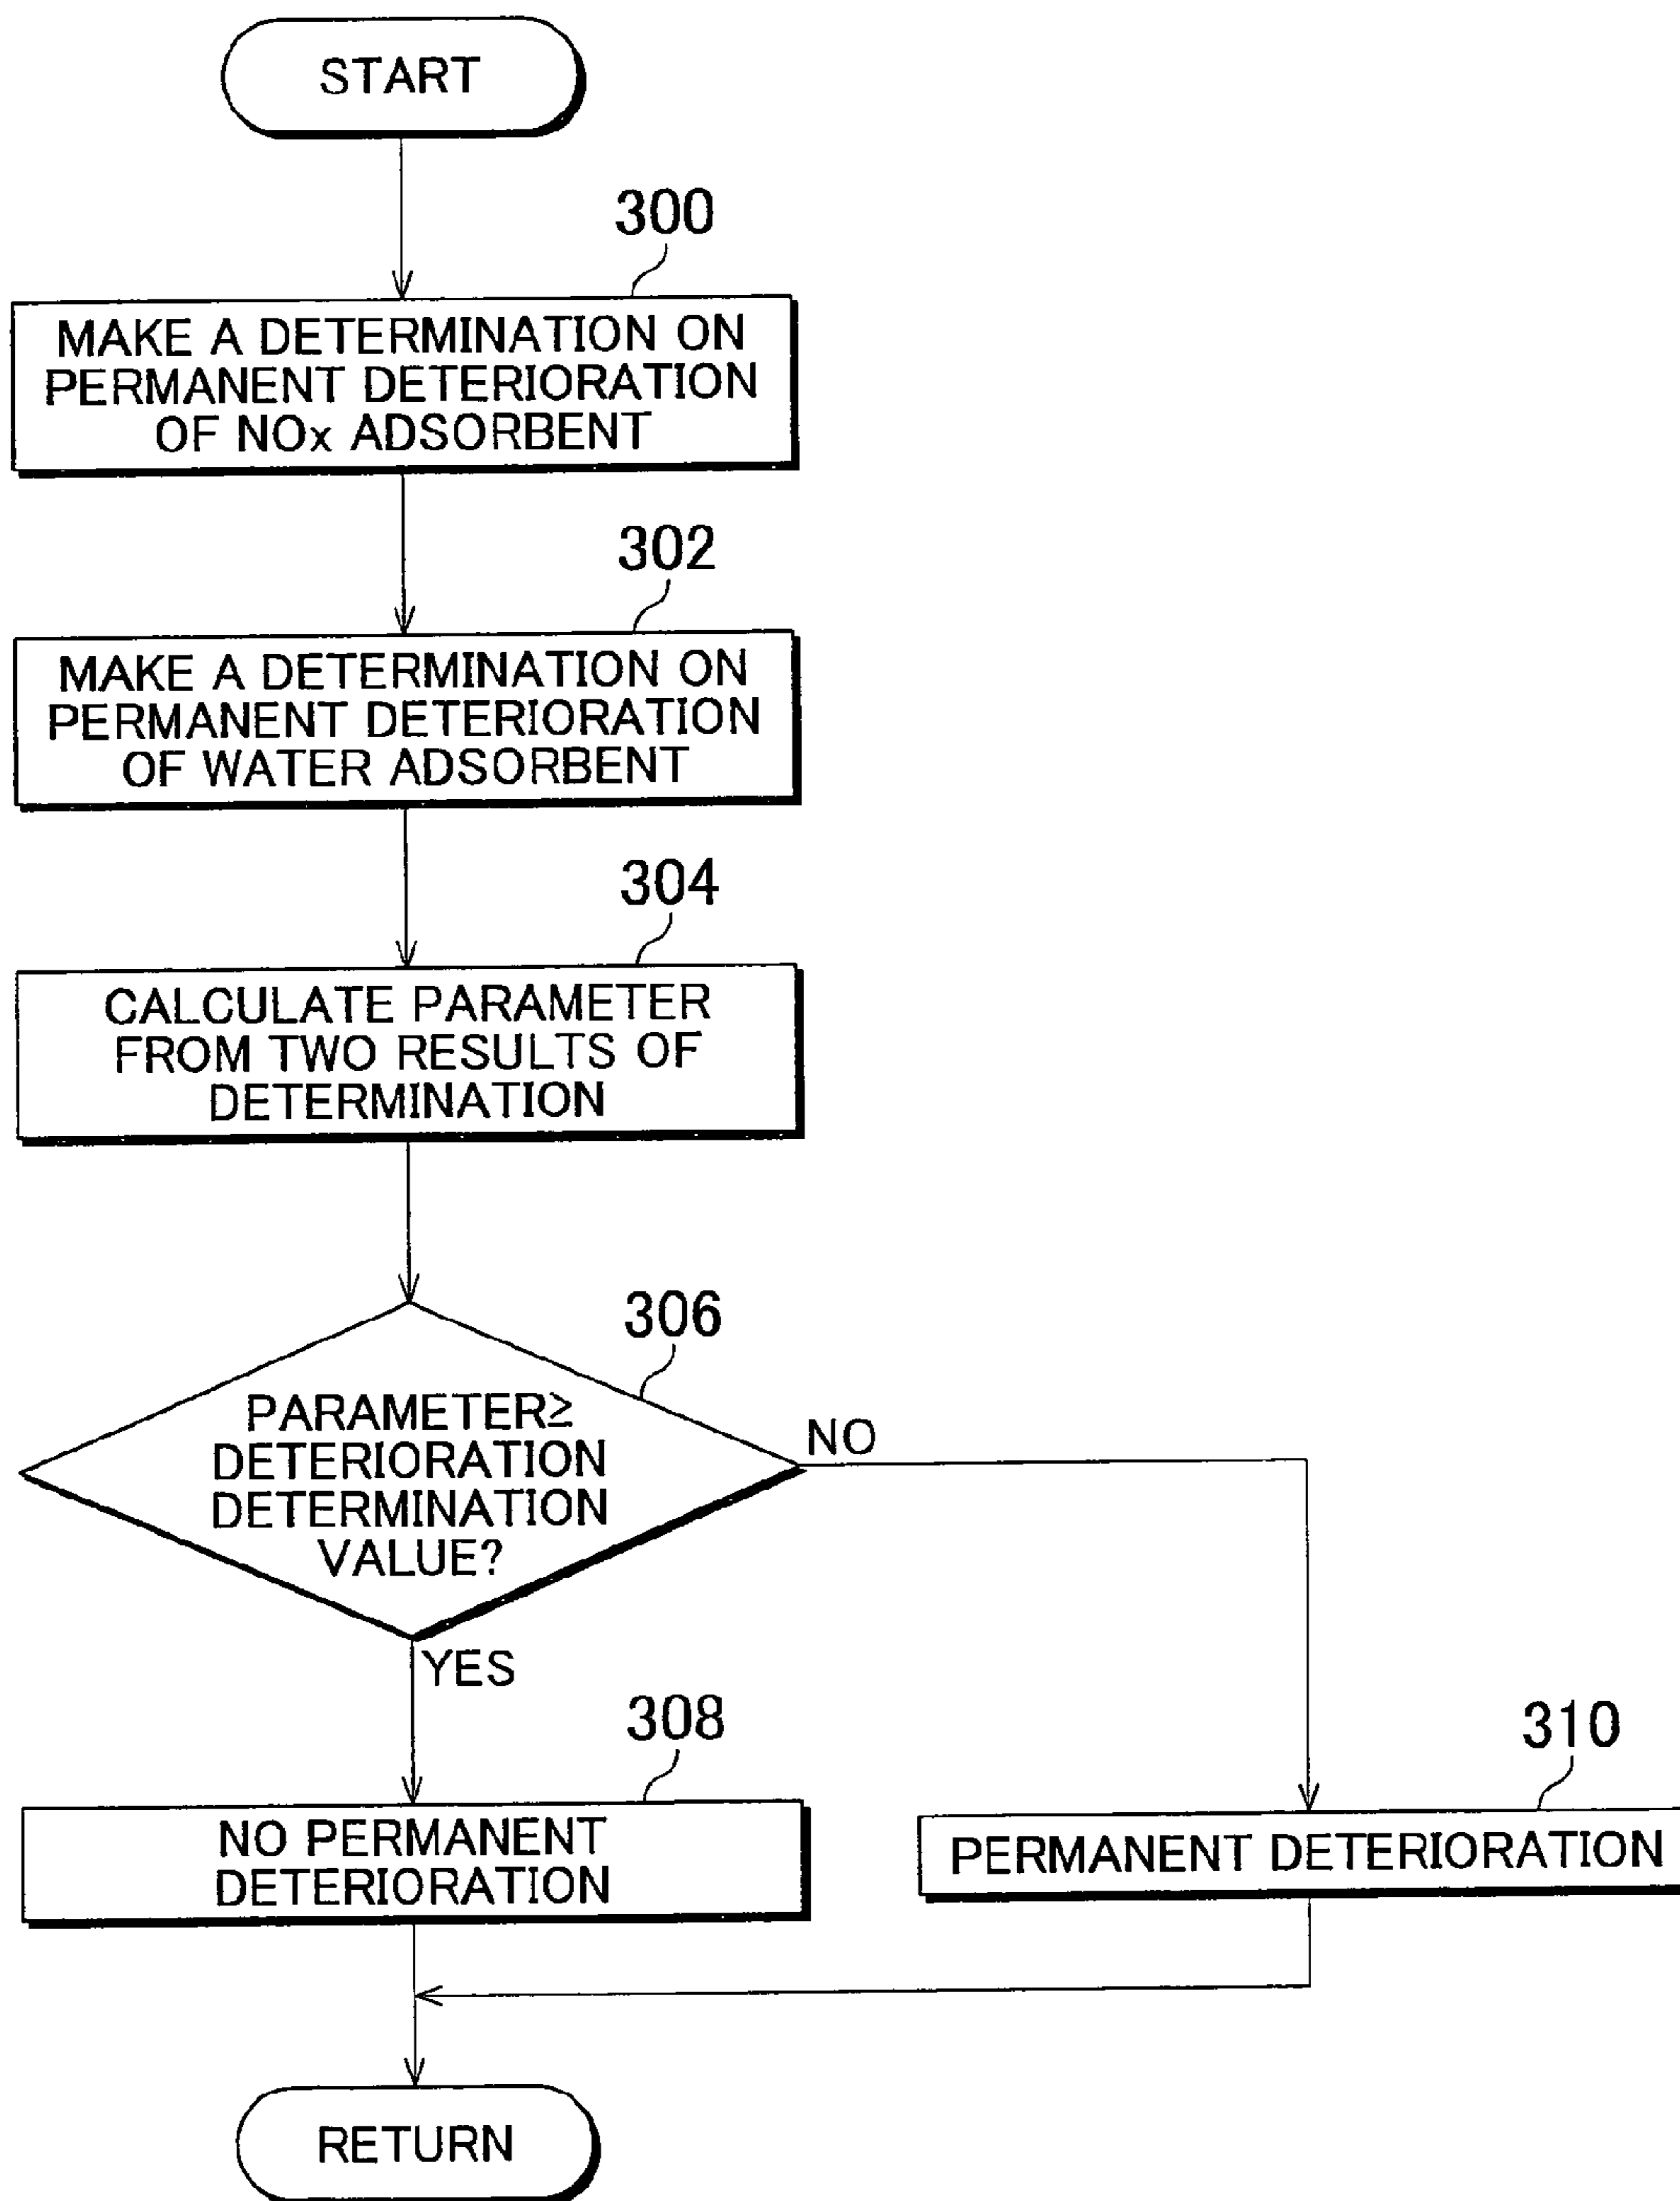 START
300
MAKE A DETERMINATION ON
PERMANENT DETERIORATION
OF NOx ADSORBENT
302
MAKE A DETERMINATION ON
PERMANENT DETERIORATION
OF WATER ADSORBENT
304
CALCULATE PARAMETER
FROM TWO RESULTS OF
DETERMINATION
306
PARAMETER≥
DETERIORATION
DETERMINATION
VALUE?
NO
YES
308
NO PERMANENT
DETERIORATION
310
PERMANENT DETERIORATION
RETURN